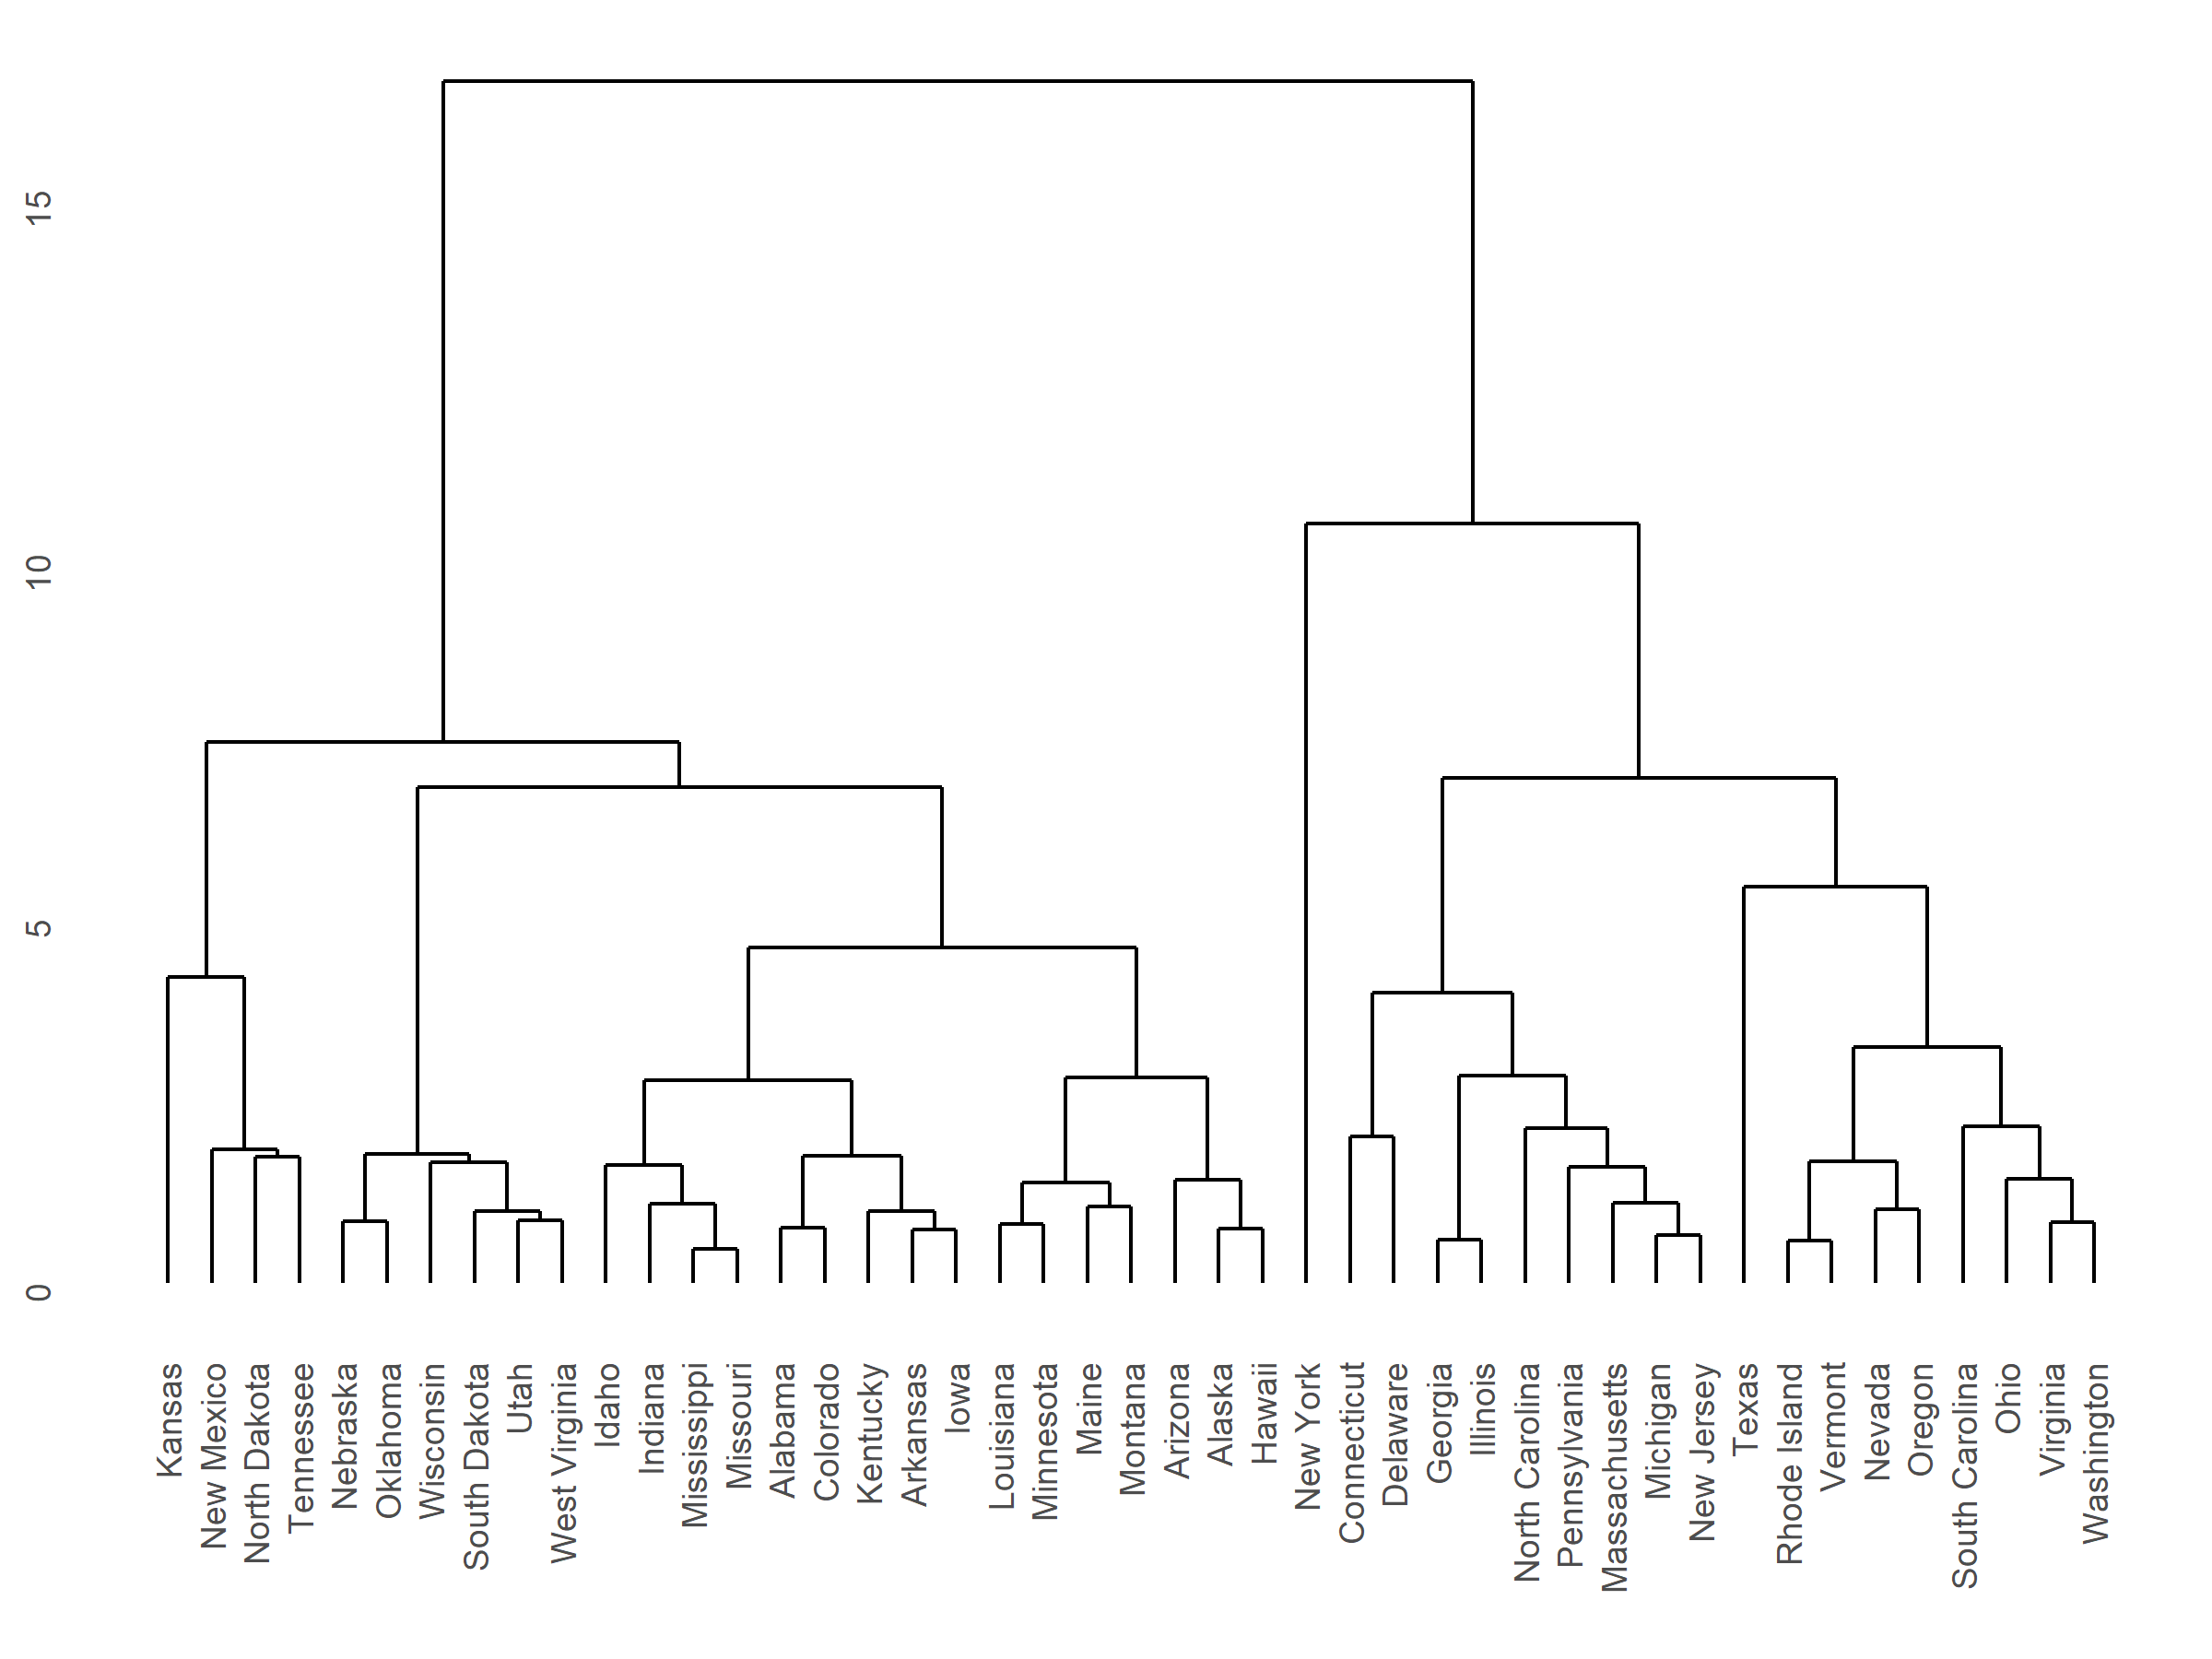 15
10
5
0
Kansas
New Mexico
North Dakota
Tennessee
Nebraska
Oklahoma
Wisconsin
South Dakota
Utah
West Virginia
Idaho
Indiana
Mississippi
Missouri
Alabama
Colorado
Kentucky
Arkansas
Iowa
Louisiana
Minnesota
Maine
Montana
Arizona
Alaska
Hawaii
New York
Connecticut
Delaware
Georgia
Illinois
North Carolina
Pennsylvania
Massachusetts
Michigan
New Jersey
Texas
Rhode Island
Vermont
Nevada
Oregon
South Carolina
Ohio
Virginia
Washington